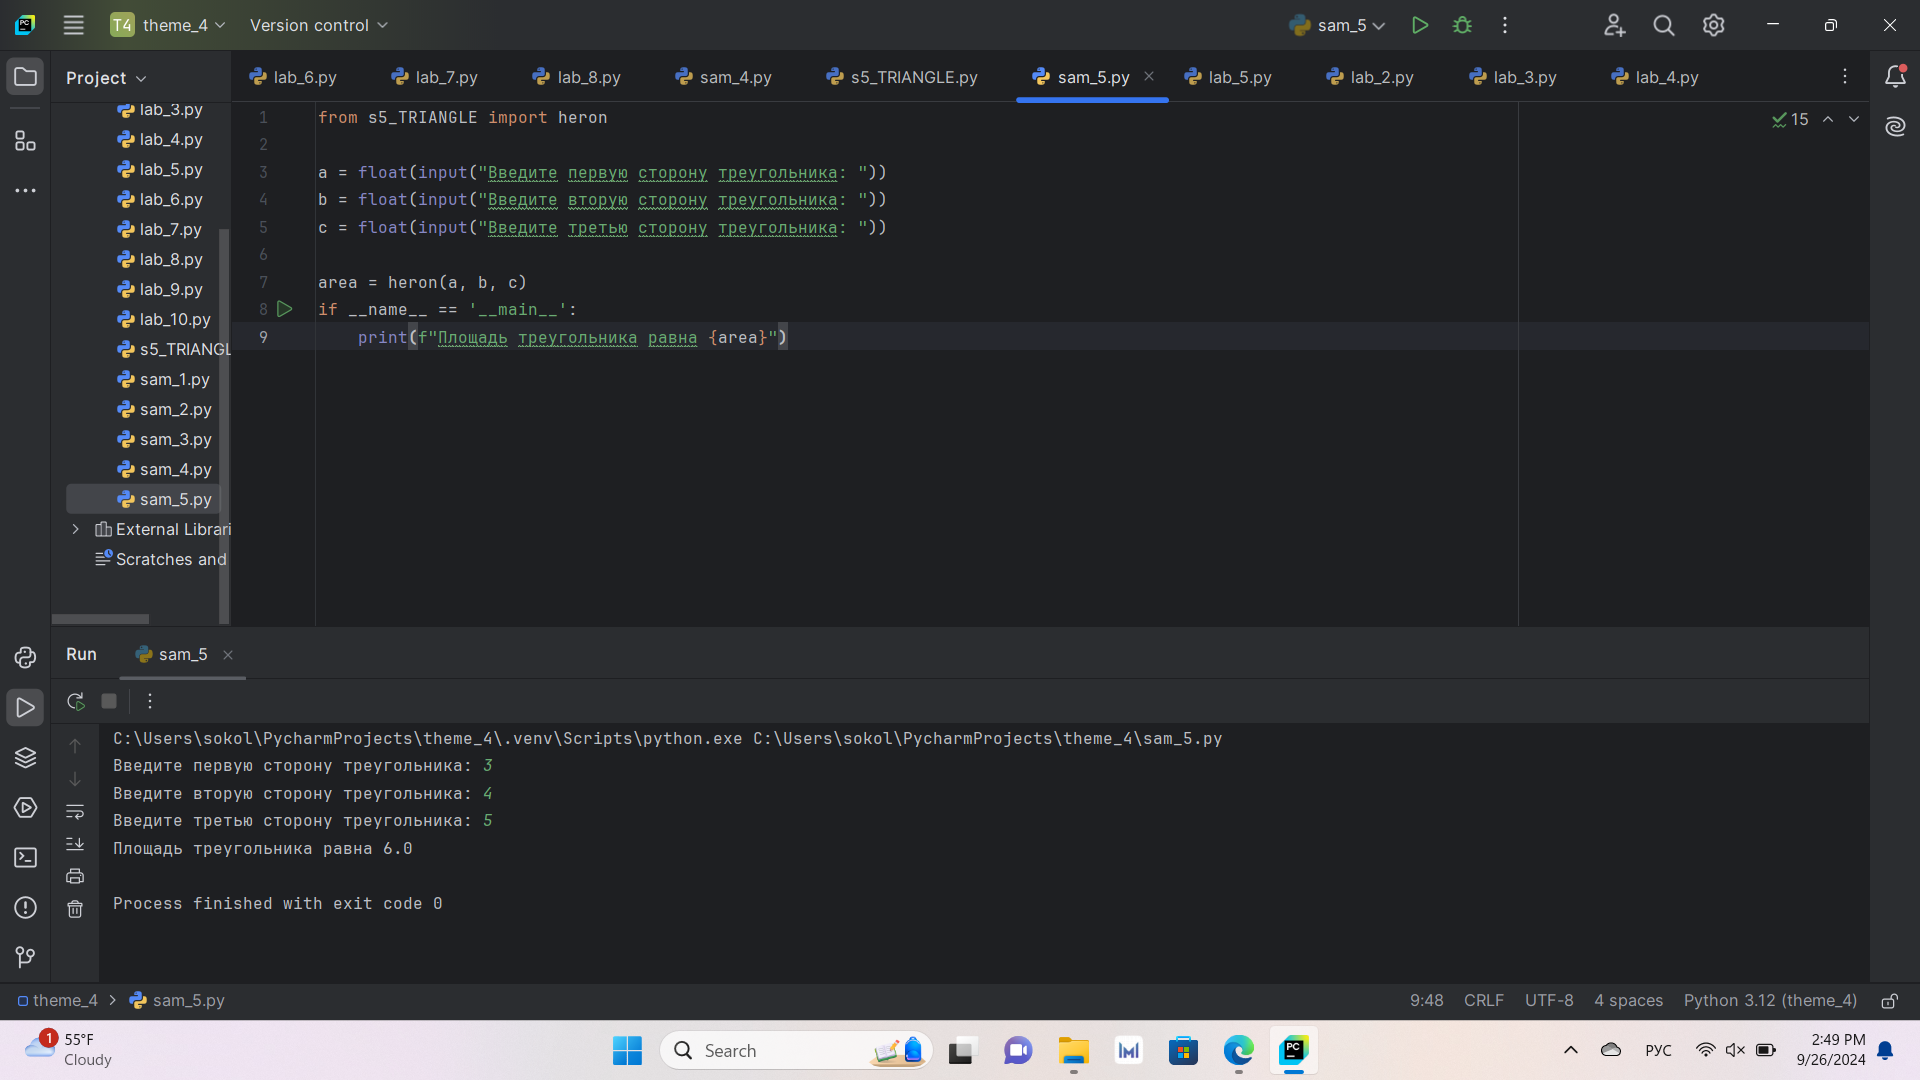 T4 theme_4 Version control sam_5
Project lab_6.py lab_7.py lab_8.py sam_4.py s5_TRIANGLE.py sam_5.py lab_5.py lab_2.py lab_3.py lab_4.py
lab_3.py
lab_4.py
lab_5.py
lab_6.py
lab_7.py
lab_8.py
lab_9.py
lab_10.py
s5_TRIANGL
sam_1.py
sam_2.py
sam_3.py
sam_4.py
sam_5.py
External Librari
Scratches and
15
1 from s5_TRIANGLE import heron
2
3 a = float(input("Введите первую сторону треугольника: "))
4 b = float(input("Введите вторую сторону треугольника: "))
5 c = float(input("Введите третью сторону треугольника: "))
6
7 area = heron(a, b, c)
8 if __name__ == '__main__':
9 print(f"Площадь треугольника равна {area}")
Run sam_5
C:\Users\sokol\PycharmProjects\theme_4\.venv\Scripts\python.exe C:\Users\sokol\PycharmProjects\theme_4\sam_5.py
Введите первую сторону треугольника: 3
Введите вторую сторону треугольника: 4
Введите третью сторону треугольника: 5
Площадь треугольника равна 6.0
Process finished with exit code 0
theme_4 > sam_5.py 9:48 CRLF UTF-8 4 spaces Python 3.12 (theme_4)
1 55°F
Cloudy
Search
PC
РУС
2:49 PM
9/26/2024